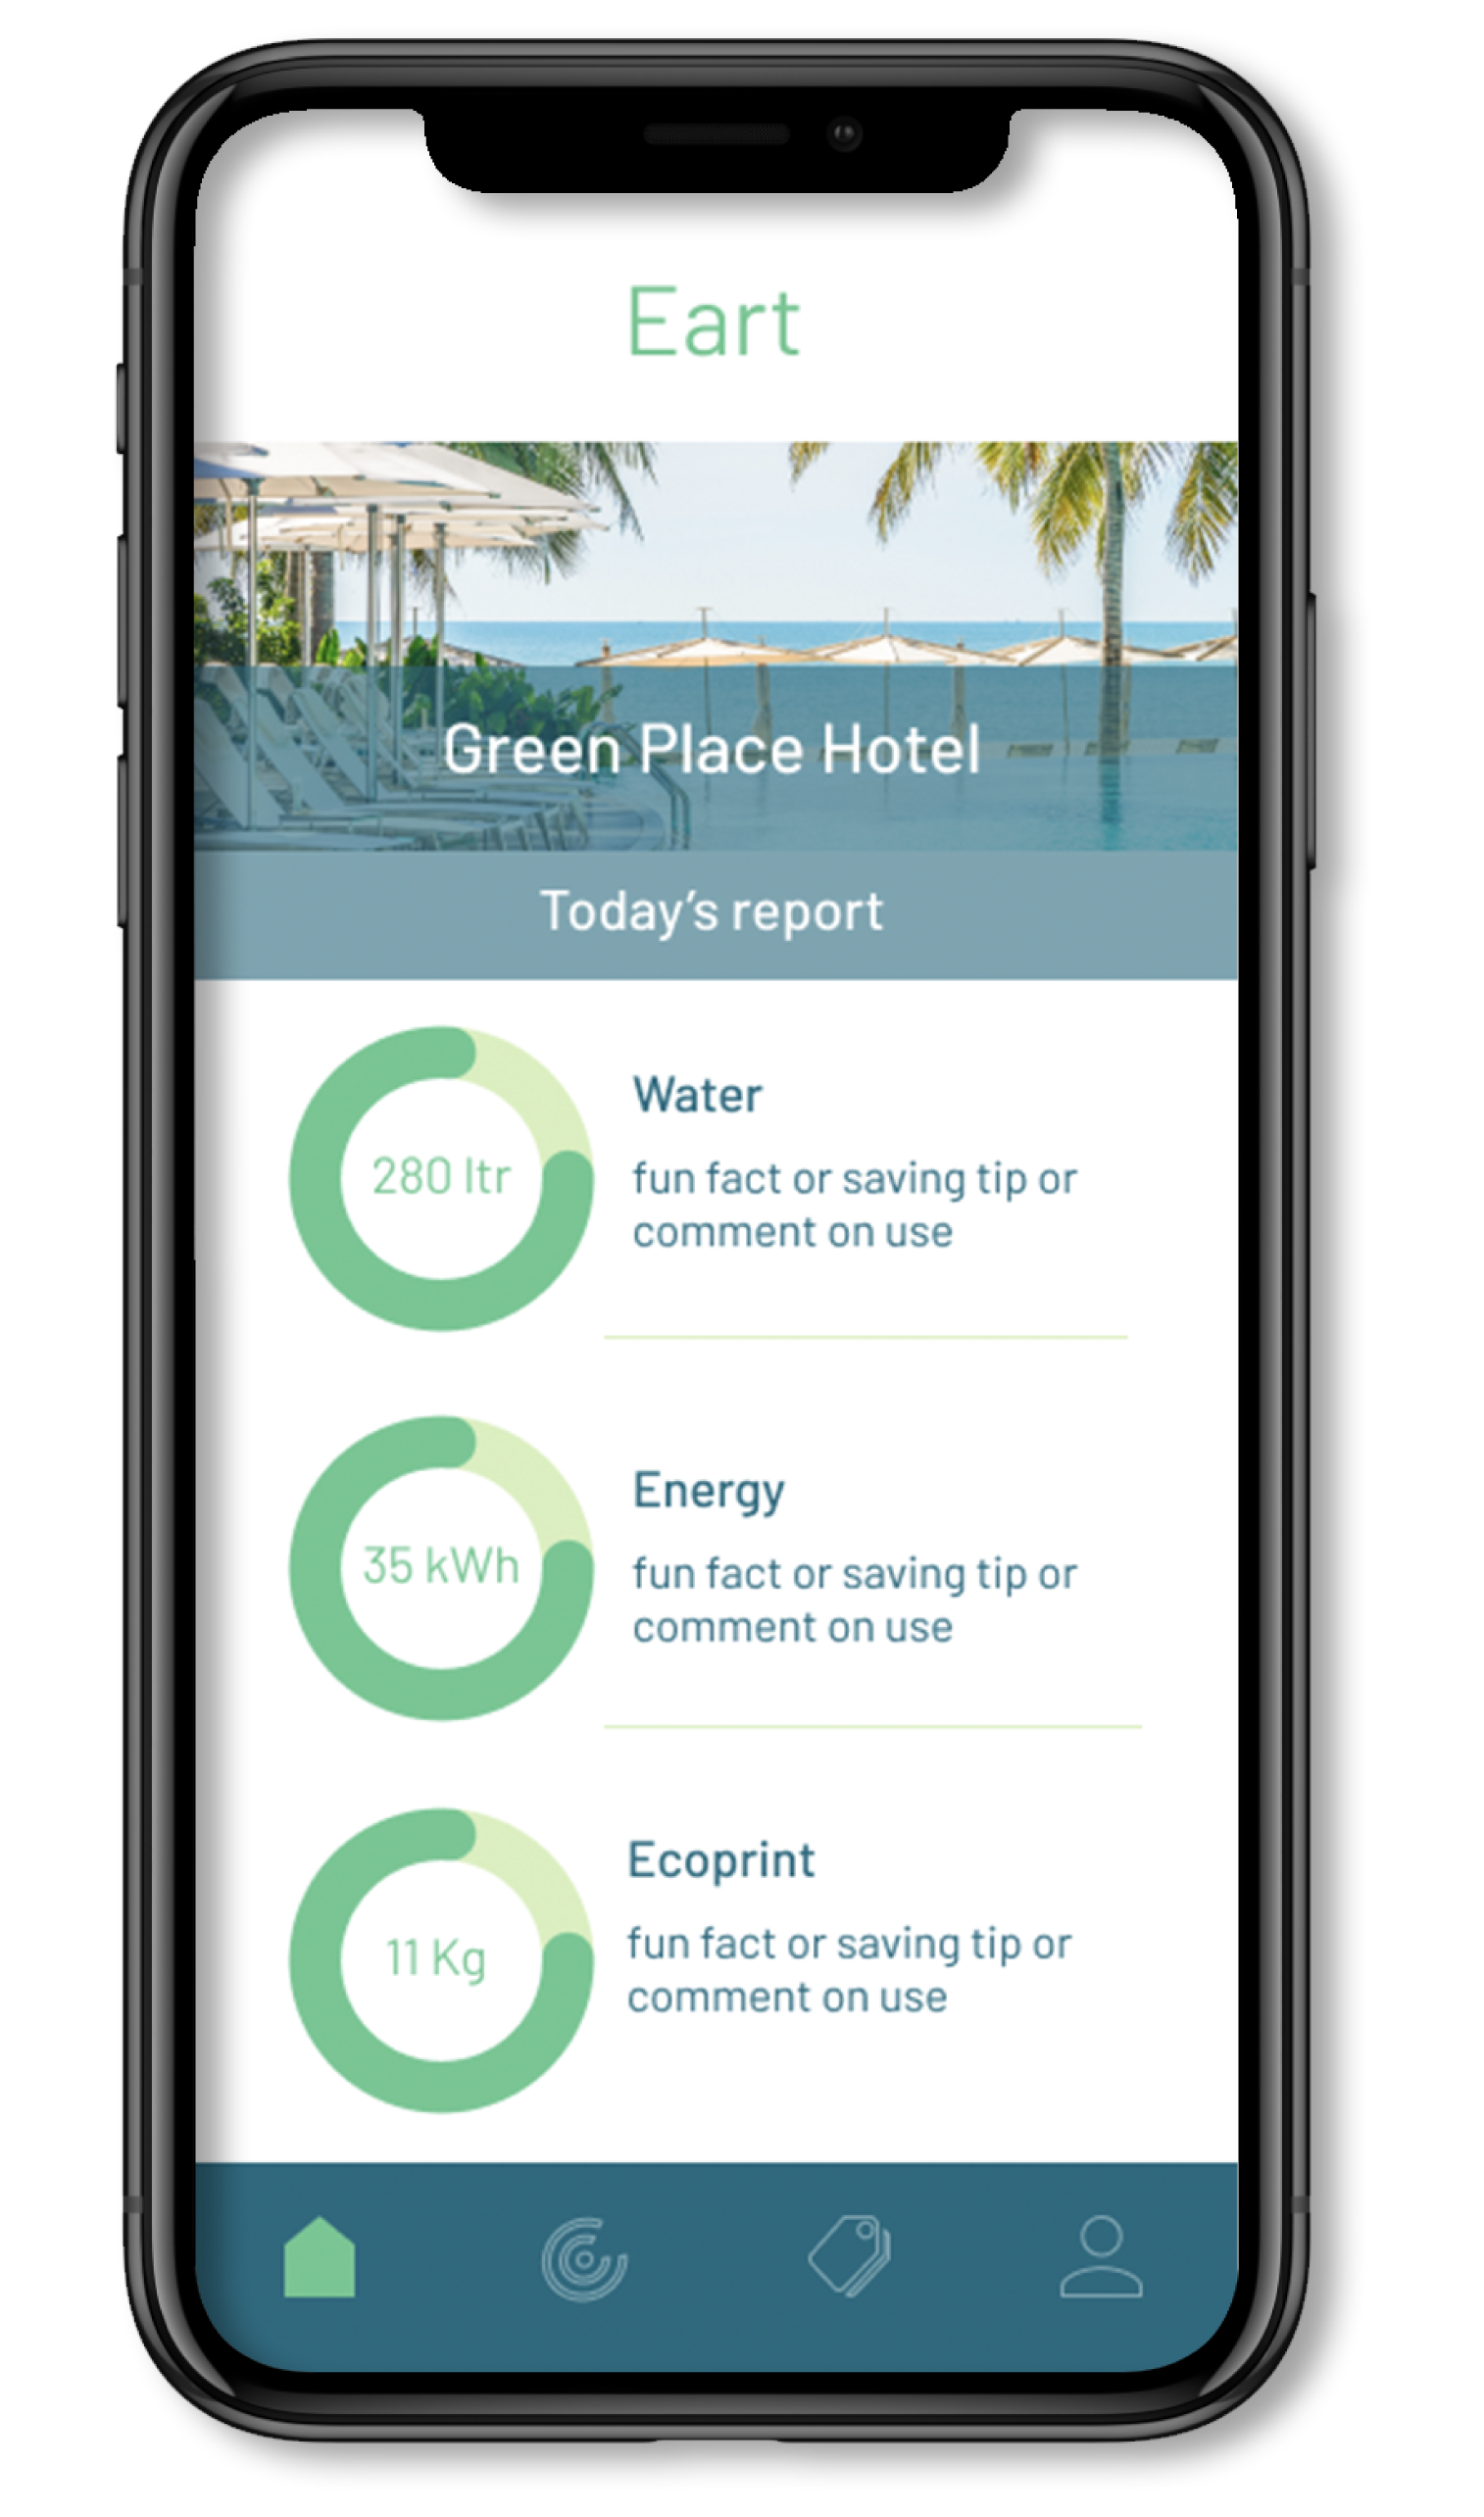 Eart
Green Place Hotel
Today's report
280 ltr
Water
fun fact or saving tip or
comment on use
35 kWh
Energy
fun fact or saving tip or
comment on use
11 Kg
Ecoprint
fun fact or saving tip or
comment on use